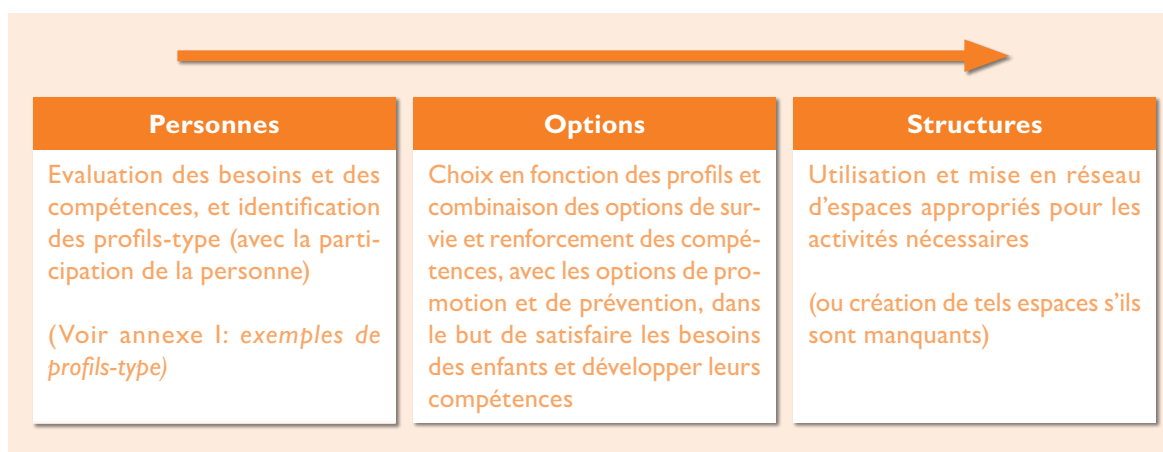 Personnes
Evaluation des besoins et des
compétences, et identification
des profils-type (avec la parti-
cipation de la personne)
(Voir annexe I: exemples de
profils-type)
Options
Choix en fonction des profils et
combinaison des options de sur-
vie et renforcement des compé-
tences, avec les options de pro-
motion et de prévention, dans
le but de satisfaire les besoins
des enfants et développer leurs
compétences
Structures
Utilisation et mise en réseau
d’espaces appropriés pour les
activités nécessaires
(ou création de tels espaces s’ils
sont manquants)